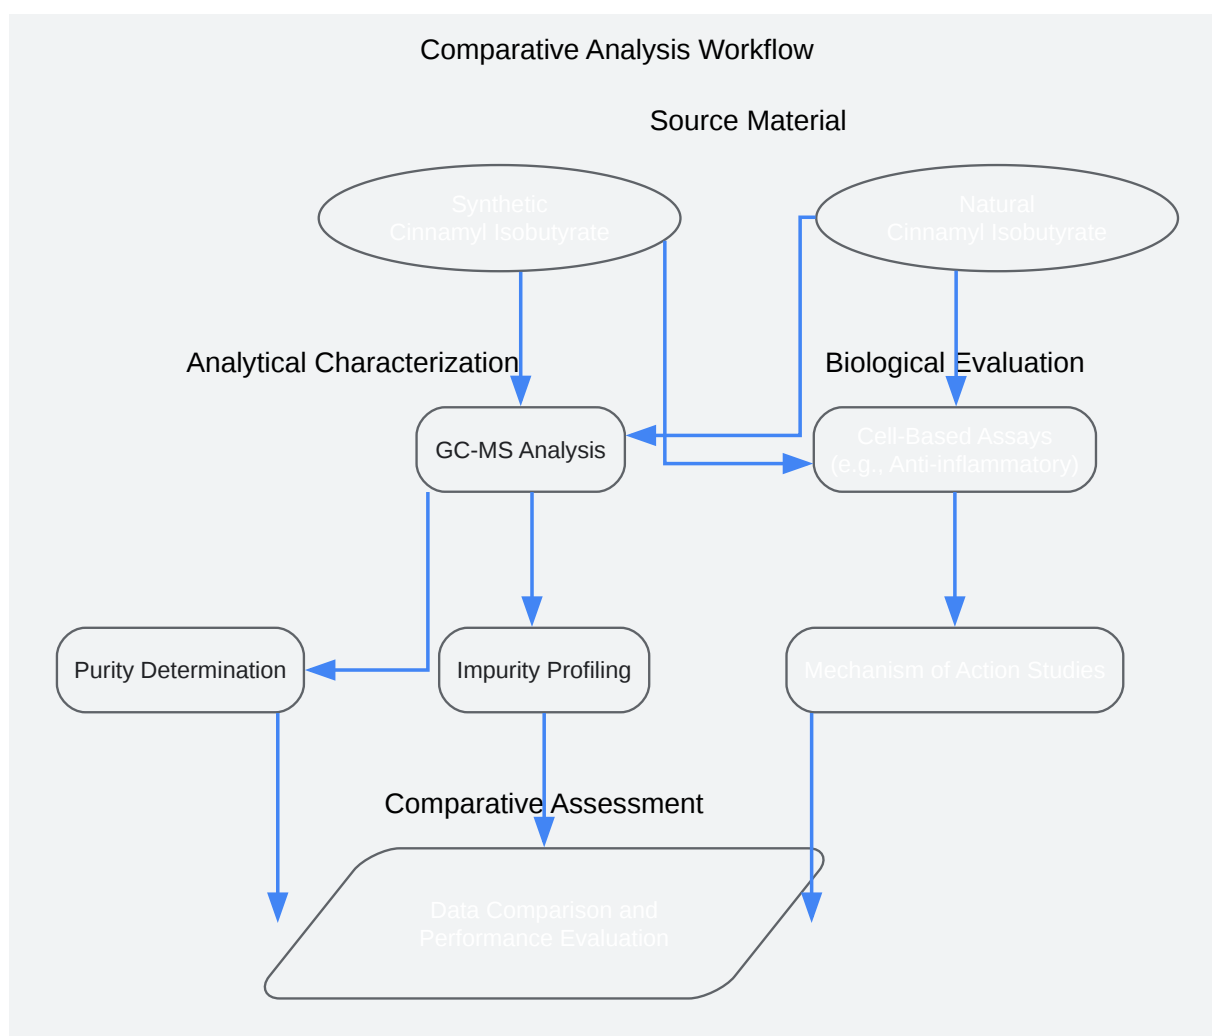 Comparative Analysis Workflow
Source Material
Synthetic
Cinnamyl Isobutyrate
Natural
Cinnamyl Isobutyrate
Analytical Characterization
Biological Evaluation
GC-MS Analysis
Cell-Based Assays
(e.g., Anti-inflammatory)
Purity Determination
Impurity Profiling
Mechanism of Action Studies
Comparative Assessment
Data Comparison and
Performance Evaluation